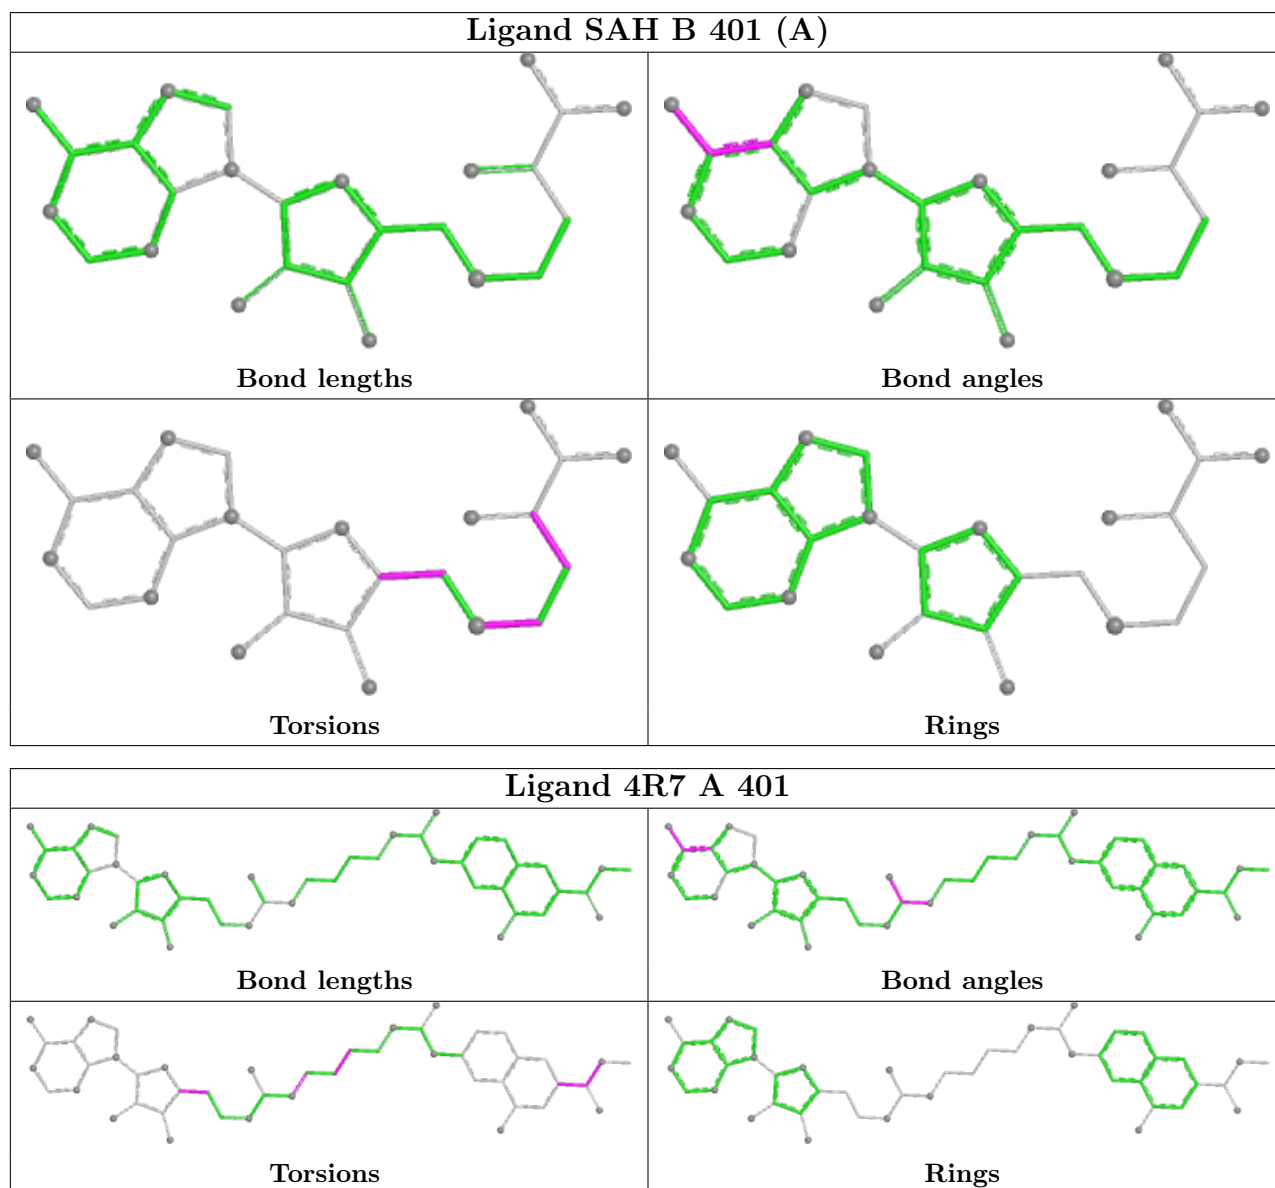 Ligand SAH B 401 (A)
Bond lengths
Bond angles
Torsions
Rings
Ligand 4R7 A 401
Bond lengths
Bond angles
Torsions
Rings